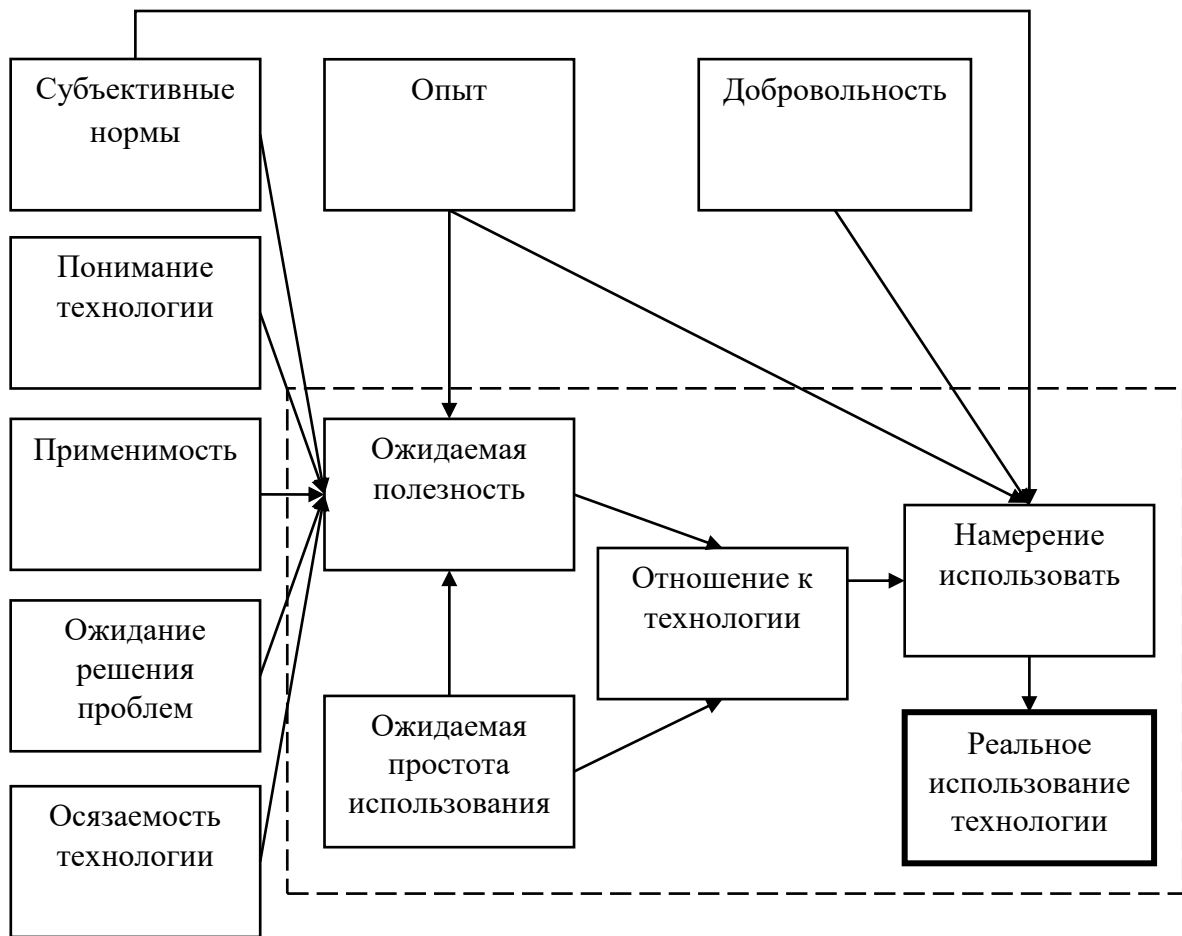 Субъективные
нормы
Опыт
Добровольность
Понимание
технологии
Применимость
Ожидаемая
полезность
Намерение
использовать
Отношение к
технологии
Ожидание
решения
проблем
Ожидаемая
простота
использования
Реальное
использование
технологии
Осязаемость
технологии